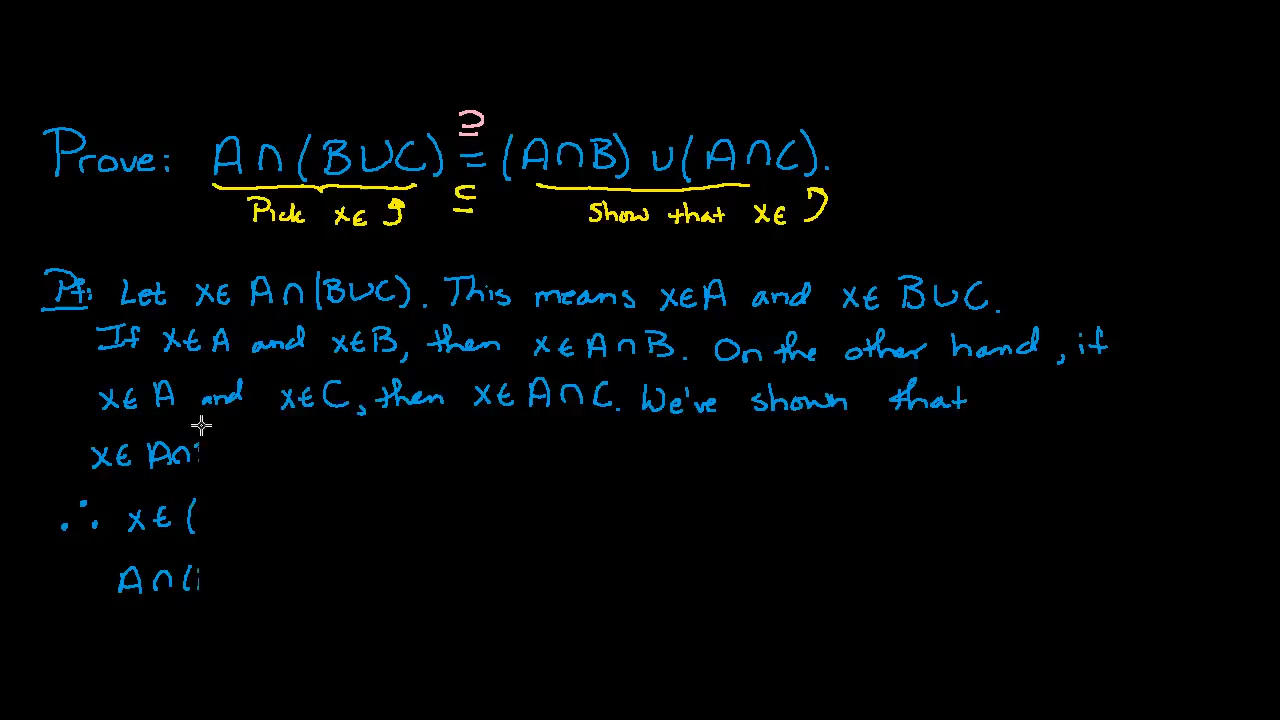 ⊇
Prove: A∩(B∪C) = (A∩B) ∪(A∩C).
⊆
Pick x∈ Show that x∈
Pf: Let x∈ A∩(B∪C). This means x∈A and x∈ B∪C.
If x∈A and x∈B, then x∈A∩B. On the other hand, if
x∈A and x∈C, then x∈A∩C. We've shown that
x∈ A∩
∴ x∈(
A∩(